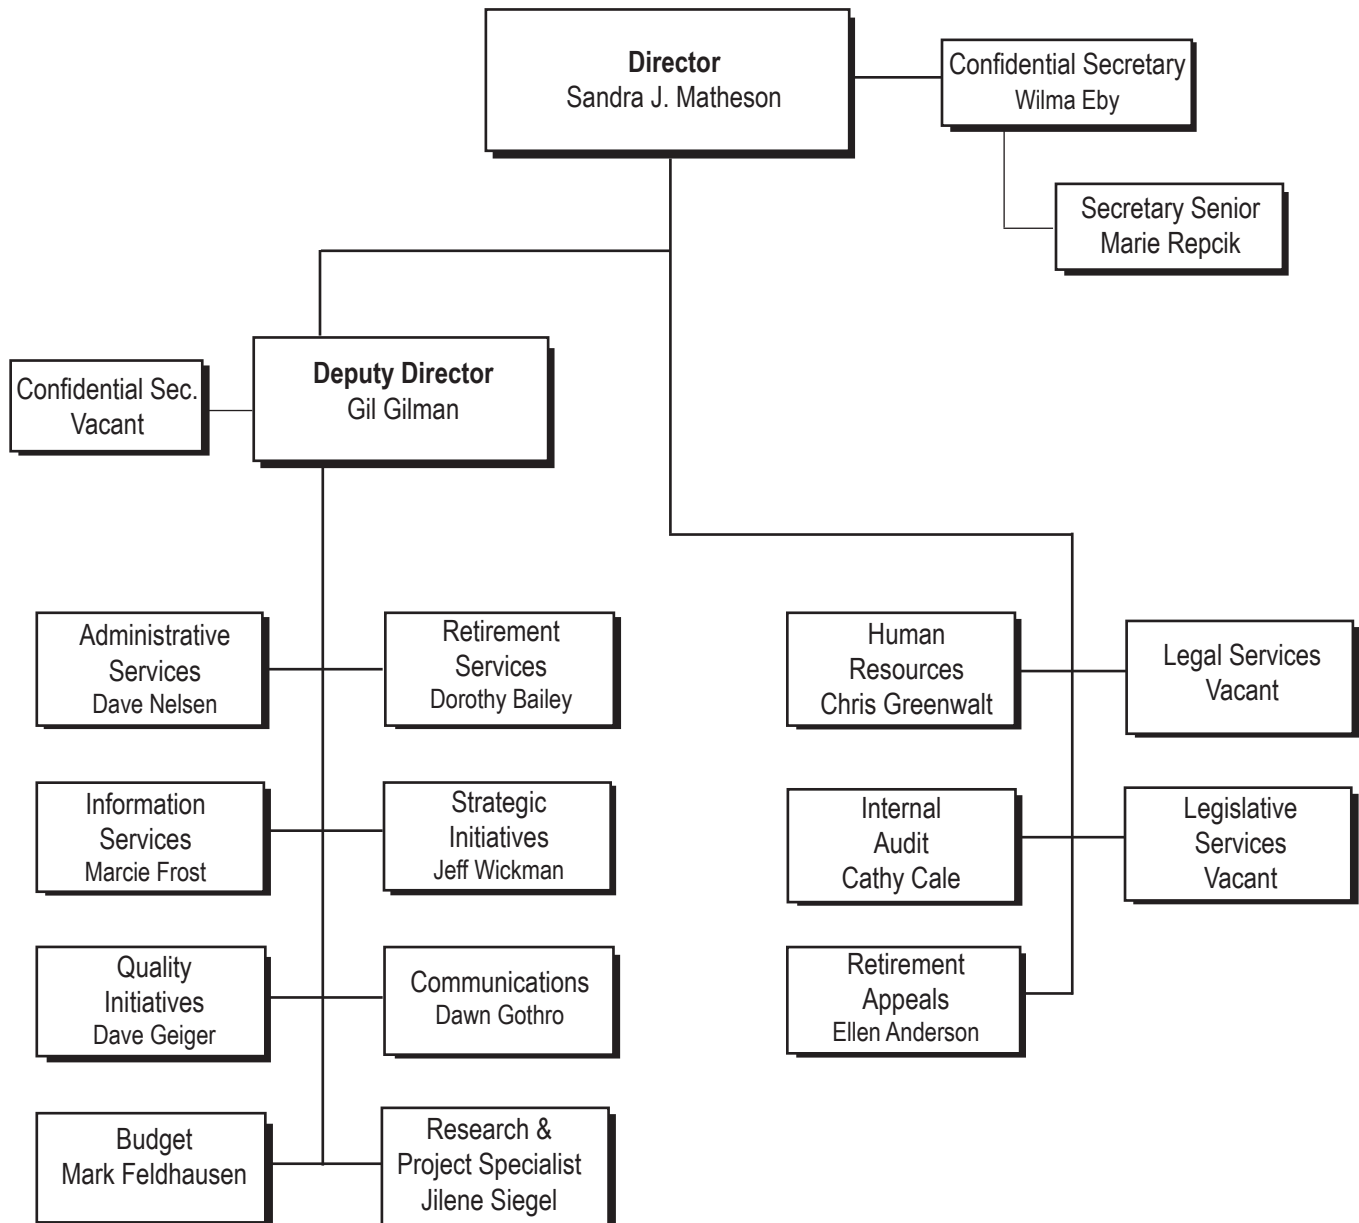 Director
Sandra J. Matheson
Confidential Secretary
Wilma Eby
Secretary Senior
Marie Repcik
Confidential Sec.
Vacant
Deputy Director
Gil Gilman
Administrative
Services
Dave Nelsen
Retirement
Services
Dorothy Bailey
Human
Resources
Chris Greenwalt
Legal Services
Vacant
Information
Services
Marcie Frost
Strategic
Initiatives
Jeff Wickman
Internal
Audit
Cathy Cale
Legislative
Services
Vacant
Quality
Initiatives
Dave Geiger
Communications
Dawn Gothro
Retirement
Appeals
Ellen Anderson
Budget
Mark Feldhausen
Research &
Project Specialist
Jilene Siegel